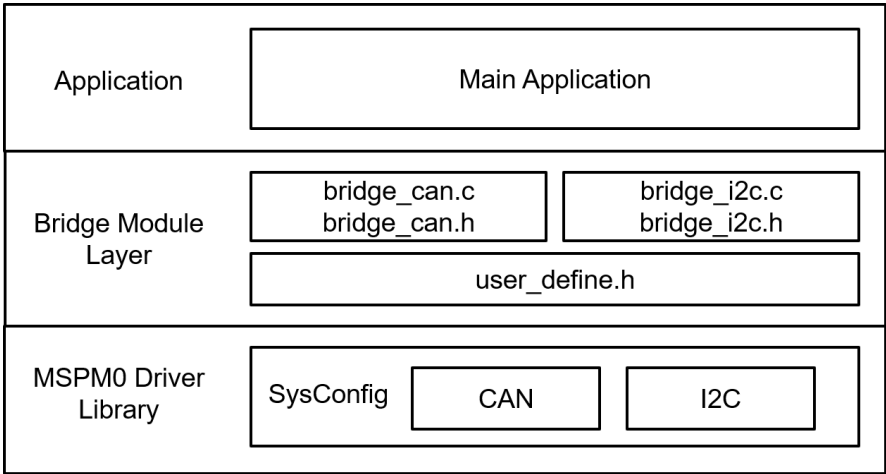 Application
Main Application
Bridge Module
Layer
bridge_can.c
bridge_can.h
bridge_i2c.c
bridge_i2c.h
user_define.h
MSPM0 Driver
Library
SysConfig
CAN
I2C